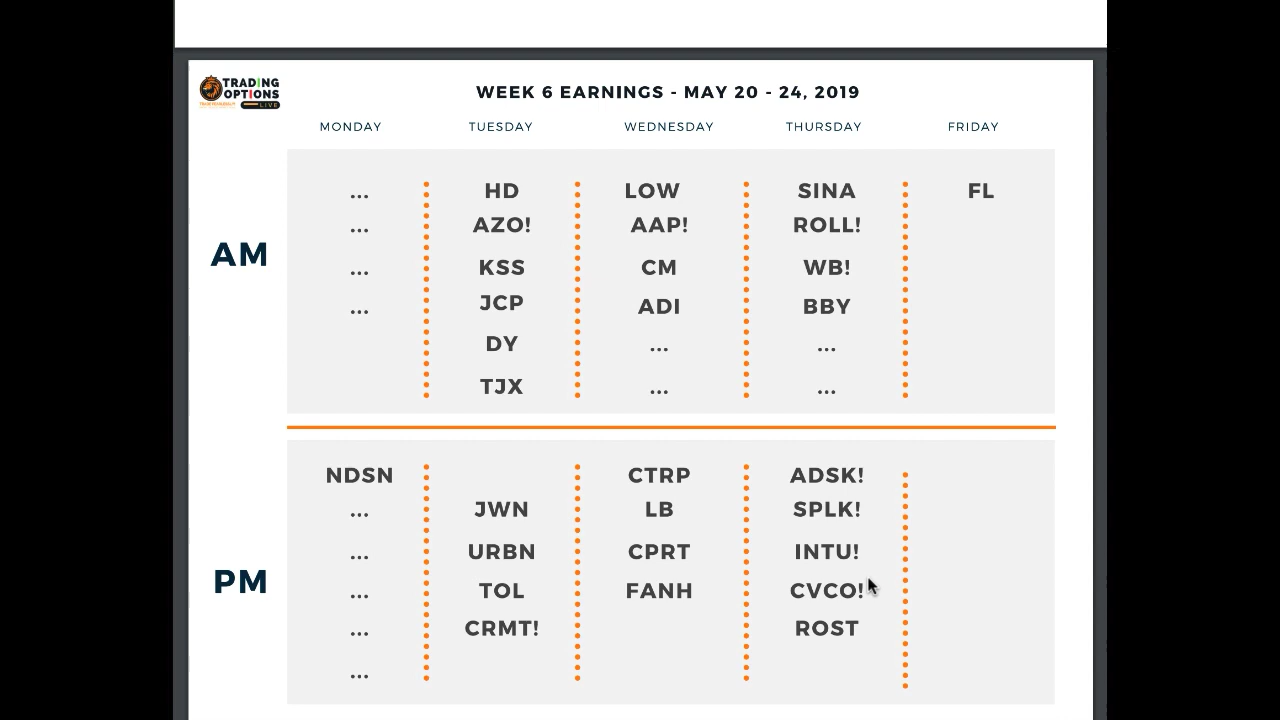 TRADING
OPTIONS
LIVE
WEEK 6 EARNINGS - MAY 20 - 24, 2019
MONDAY TUESDAY WEDNESDAY THURSDAY FRIDAY
AM
... HD LOW SINA FL
... AZO! AAP! ROLL!
... KSS CM WB!
... JCP ADI BBY
DY ... ...
TJX ... ...
PM
NDSN CTRP ADSK!
... JWN LB SPLK!
... URBN CPRT INTU!
... TOL FANH CVCO!
... CRMT! ROST
...